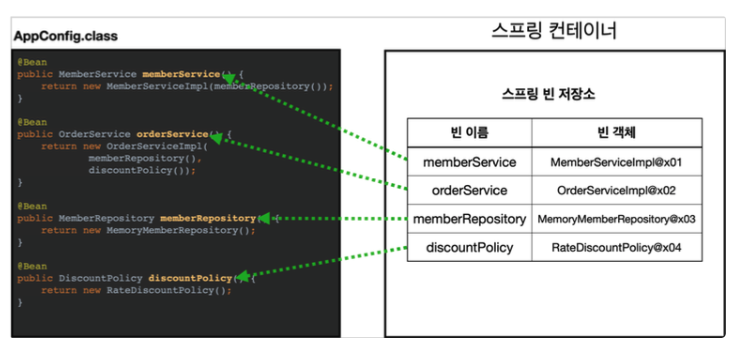 AppConfig.class
@Bean
public MemberService memberService() {
return new MemberServiceImpl(memberRepository());
}
@Bean
public OrderService orderService() {
return new OrderServiceImpl(
memberRepository(),
discountPolicy());
}
@Bean
public MemberRepository memberRepository() {
return new MemoryMemberRepository();
}
@Bean
public DiscountPolicy discountPolicy() {
return new RateDiscountPolicy();
}
스프링 컨테이너
스프링 빈 저장소
빈 이름 빈 객체
memberService MemberServiceImpl@x01
orderService OrderServiceImpl@x02
memberRepository MemoryMemberRepository@x03
discountPolicy RateDiscountPolicy@x04